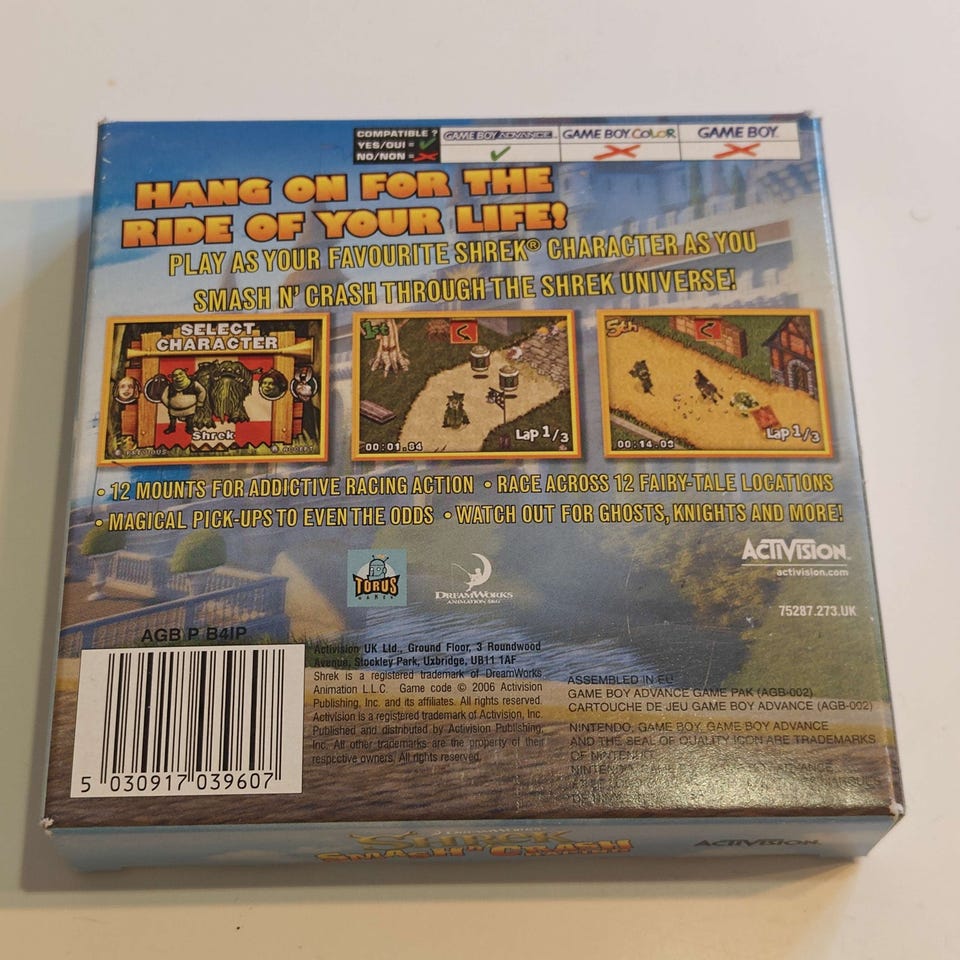 COMPATIBLE ? GAME BOY ADVANCE GAME BOY COLOR GAME BOY
YES/OUI =
NO/NON =
HANG ON FOR THE
RIDE OF YOUR LIFE!
PLAY AS YOUR FAVOURITE SHREK® CHARACTER AS YOU
SMASH N' CRASH THROUGH THE SHREK UNIVERSE!
SELECT
CHARACTER
Shrek
1st
Lap 1/3
00:01.84
5th
Lap 1/3
00:14.09
• 12 MOUNTS FOR ADDICTIVE RACING ACTION • RACE ACROSS 12 FAIRY-TALE LOCATIONS
• MAGICAL PICK-UPS TO EVEN THE ODDS • WATCH OUT FOR GHOSTS, KNIGHTS AND MORE!
TORUS
GAMES
DREAMWORKS
ANIMATION SKG
ACTIVISION
activision.com
75287.273.UK
AGB P B4IP
5 030917 039607
Activision UK Ltd., Ground Floor, 3 Roundwood
Avenue, Stockley Park, Uxbridge, UB11 1AF
Shrek is a registered trademark of DreamWorks
Animation L.L.C. Game code © 2006 Activision
Publishing, Inc. and its affiliates. All rights reserved.
Activision is a registered trademark of Activision, Inc.
Published and distributed by Activision Publishing,
Inc. All other trademarks are the property of their
respective owners. All rights reserved.
ASSEMBLED IN EU
GAME BOY ADVANCE GAME PAK (AGB-002)
CARTOUCHE DE JEU GAME BOY ADVANCE (AGB-002)
NINTENDO, GAME BOY, GAME BOY ADVANCE
AND THE SEAL OF QUALITY ICON ARE TRADEMARKS
OF NINTENDO.
DREAMWORKS
SHREK
SMASH N' CRASH
ACTIVISION